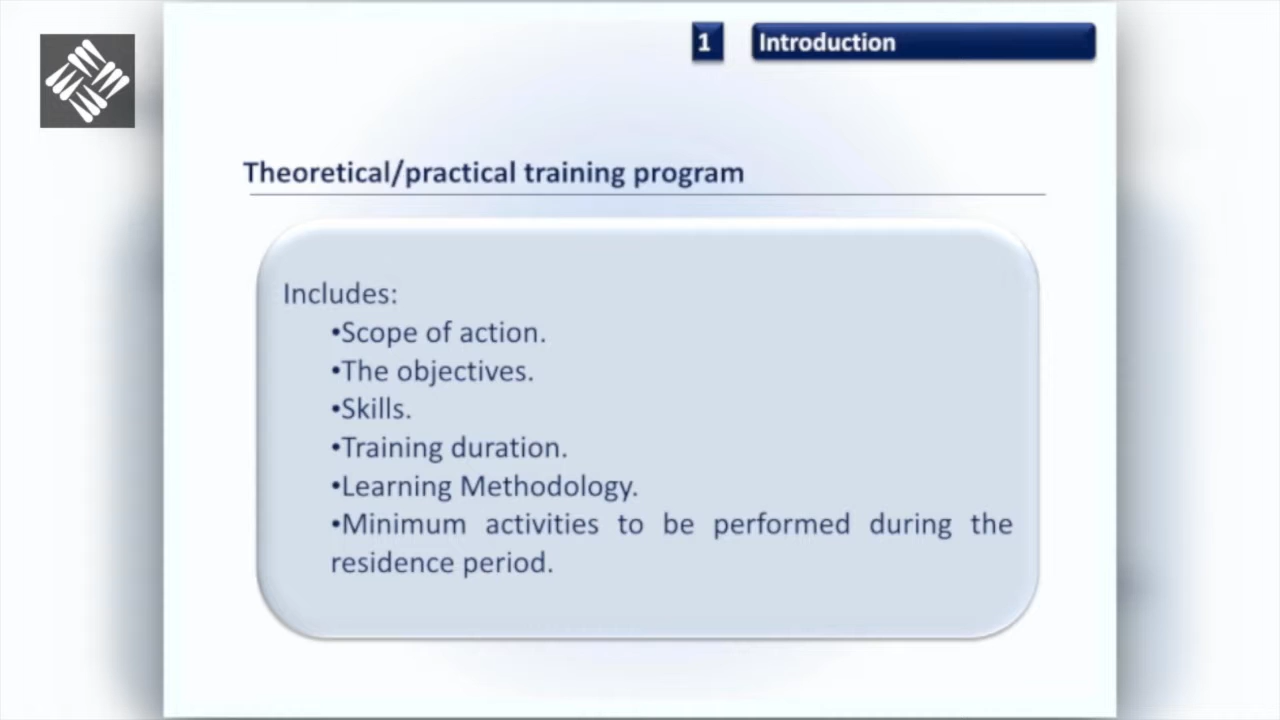 1 Introduction
Theoretical/practical training program
Includes:
•Scope of action.
•The objectives.
•Skills.
•Training duration.
•Learning Methodology.
•Minimum activities to be performed during the
residence period.